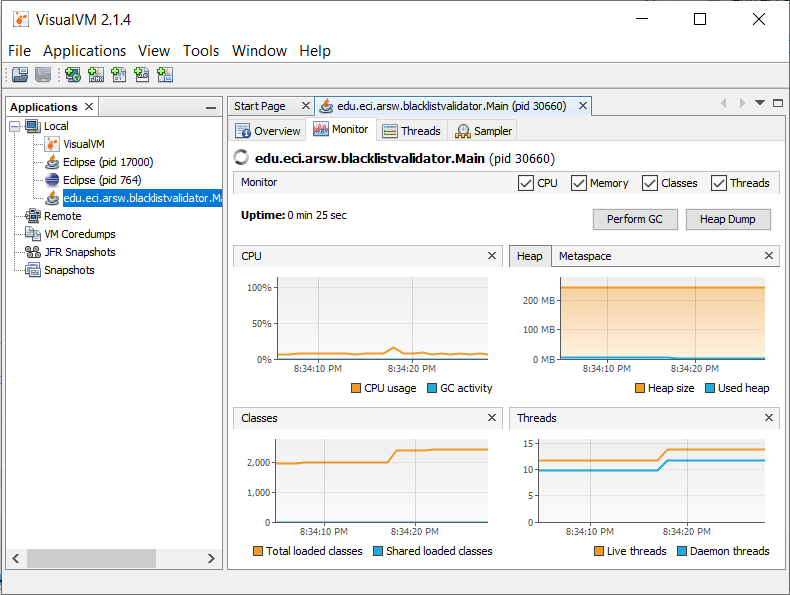 VisualVM 2.1.4
File Applications View Tools Window Help
Applications
Local
VisualVM
Eclipse (pid 17000)
Eclipse (pid 764)
edu.eci.arsw.blacklistvalidator.Ma
Remote
VM Coredumps
JFR Snapshots
Snapshots
Start Page edu.eci.arsw.blacklistvalidator.Main (pid 30660)
Overview Monitor Threads Sampler
edu.eci.arsw.blacklistvalidator.Main (pid 30660)
Monitor CPU Memory Classes Threads
Uptime: 0 min 25 sec
Perform GC Heap Dump
CPU
100%
50%
0%
8:34:10 PM 8:34:20 PM
CPU usage GC activity
Heap Metaspace
200 MB
100 MB
0 MB
8:34:10 PM 8:34:20 PM
Heap size Used heap
Classes
2,000
1,000
0
8:34:10 PM 8:34:20 PM
Total loaded classes Shared loaded classes
Threads
15
10
5
0
8:34:10 PM 8:34:20 PM
Live threads Daemon threads